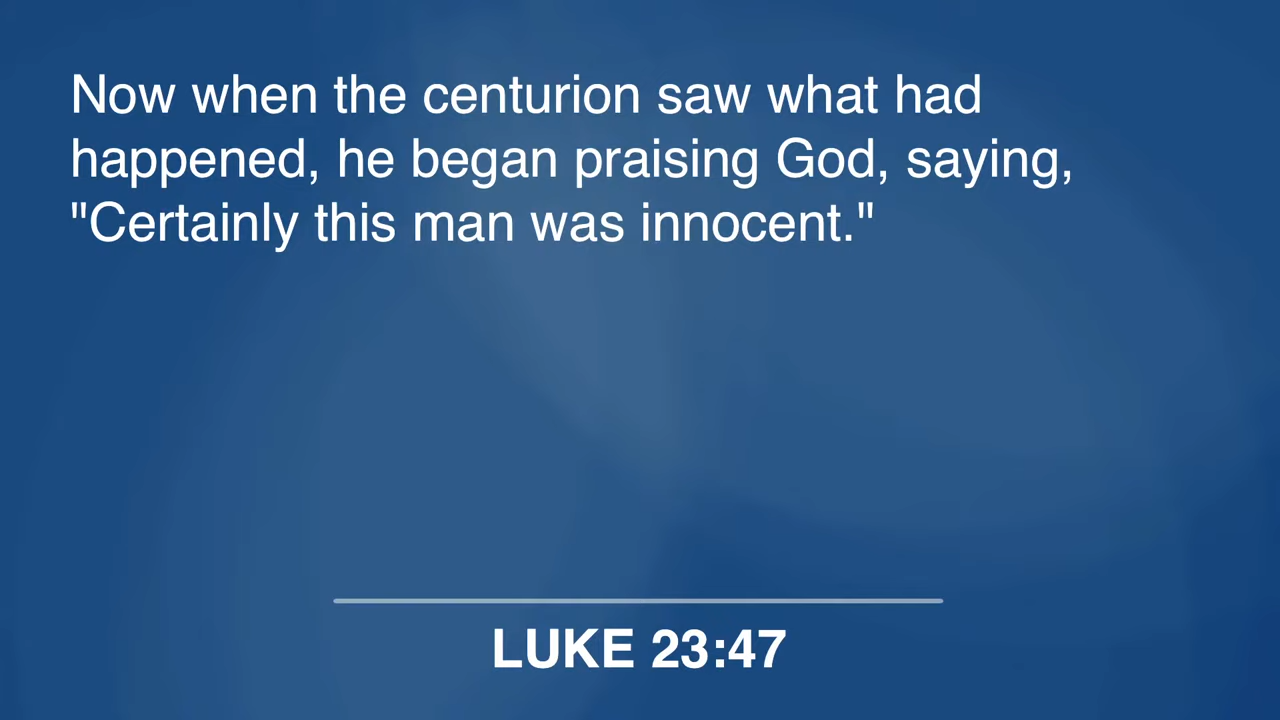 Now when the centurion saw what had
happened, he began praising God, saying,
"Certainly this man was innocent."
LUKE 23:47